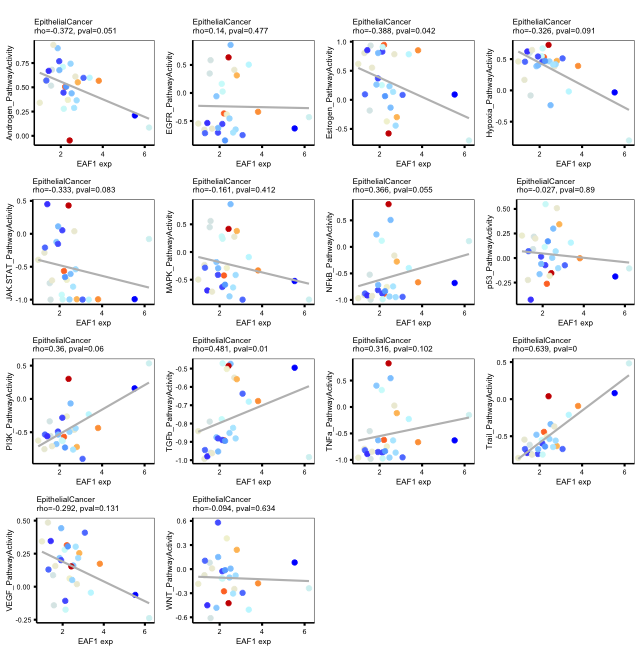 EpithelialCancer
rho=-0.372, pval=0.051
Androgen_PathwayActivity
0.75
0.50
0.25
0.00
2
4
6
EAF1 exp
EpithelialCancer
rho=0.14, pval=0.477
EGFR_PathwayActivity
0.5
0.0
-0.5
2
4
6
EAF1 exp
EpithelialCancer
rho=-0.388, pval=0.042
Estrogen_PathwayActivity
1.0
0.5
0.0
-0.5
2
4
6
EAF1 exp
EpithelialCancer
rho=-0.326, pval=0.091
Hypoxia_PathwayActivity
0.5
0.0
-0.5
2
4
6
EAF1 exp
EpithelialCancer
rho=-0.333, pval=0.083
JAK.STAT_PathwayActivity
0.5
0.0
-0.5
-1.0
2
4
6
EAF1 exp
EpithelialCancer
rho=-0.161, pval=0.412
MAPK_PathwayActivity
0.5
0.0
-0.5
2
4
6
EAF1 exp
EpithelialCancer
rho=0.366, pval=0.055
NFkB_PathwayActivity
0.5
0.0
-0.5
-1.0
2
4
6
EAF1 exp
EpithelialCancer
rho=-0.027, pval=0.89
p53_PathwayActivity
0.50
0.25
0.00
-0.25
2
4
6
EAF1 exp
EpithelialCancer
rho=0.36, pval=0.06
PI3K_PathwayActivity
0.5
0.0
-0.5
2
4
6
EAF1 exp
EpithelialCancer
rho=0.481, pval=0.01
TGFb_PathwayActivity
-0.5
-0.6
-0.7
-0.8
-0.9
-1.0
2
4
6
EAF1 exp
EpithelialCancer
rho=0.316, pval=0.102
TNFa_PathwayActivity
0.5
0.0
-0.5
-1.0
2
4
6
EAF1 exp
EpithelialCancer
rho=0.639, pval=0
Trail_PathwayActivity
0.5
0.0
-0.5
2
4
6
EAF1 exp
EpithelialCancer
rho=-0.292, pval=0.131
VEGF_PathwayActivity
0.50
0.25
0.00
-0.25
2
4
6
EAF1 exp
EpithelialCancer
rho=-0.094, pval=0.634
WNT_PathwayActivity
0.6
0.3
0.0
-0.3
-0.6
2
4
6
EAF1 exp